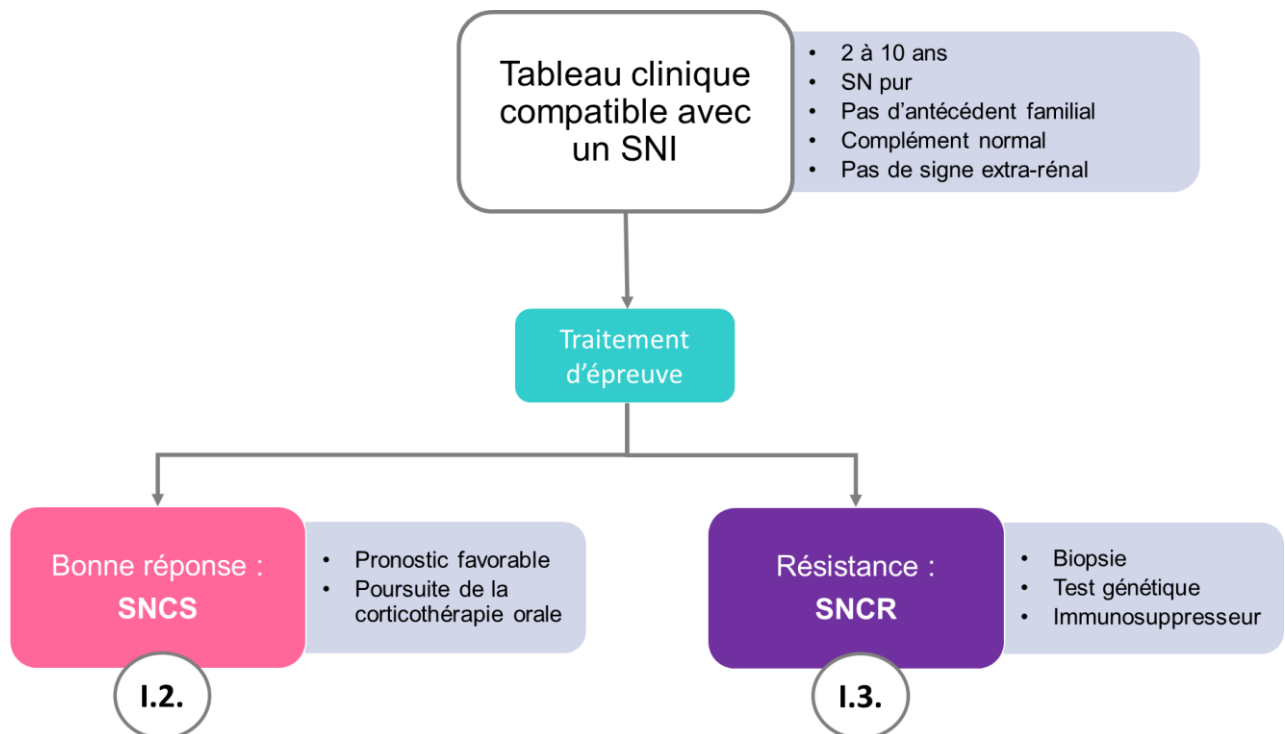 Tableau clinique
compatible avec
un SNI
• 2 à 10 ans
• SN pur
• Pas d'antécédent familial
• Complément normal
• Pas de signe extra-rénal
Traitement
d'épreuve
Bonne réponse :
SNCS
• Pronostic favorable
• Poursuite de la
corticothérapie orale
I.2.
Résistance :
SNCR
• Biopsie
• Test génétique
• Immunosuppresseur
I.3.